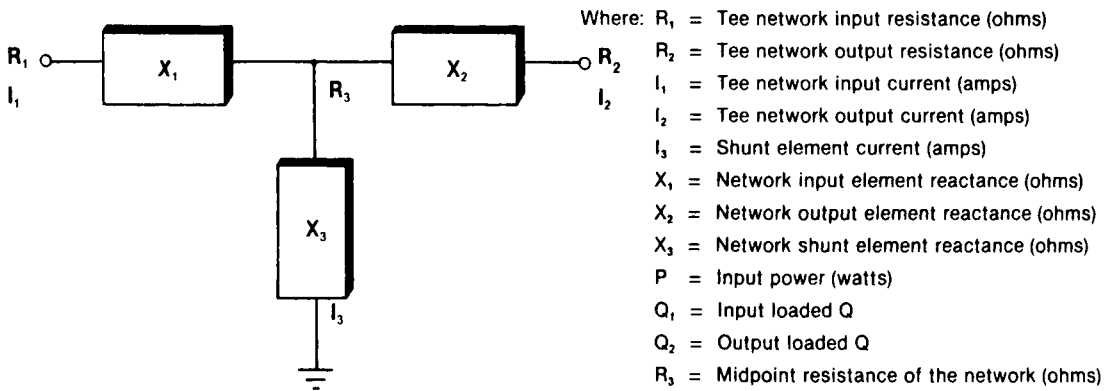 R₁
I₁
X₁
R₃
X₂
R₂
I₂
X₃
I₃
Where: R₁ = Tee network input resistance (ohms)
R₂ = Tee network output resistance (ohms)
I₁ = Tee network input current (amps)
I₂ = Tee network output current (amps)
I₃ = Shunt element current (amps)
X₁ = Network input element reactance (ohms)
X₂ = Network output element reactance (ohms)
X₃ = Network shunt element reactance (ohms)
P = Input power (watts)
Q₁ = Input loaded Q
Q₂ = Output loaded Q
R₃ = Midpoint resistance of the network (ohms)